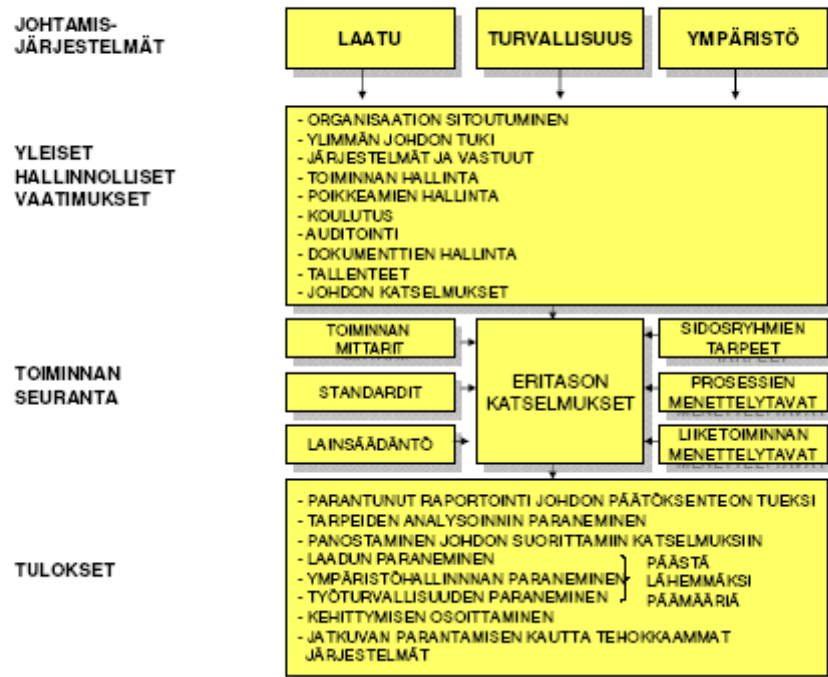 JOHTAMIS-
JÄRJESTELMÄT
LAATU
TURVALLISUUS
YMPÄRISTÖ
YLEISET
HALLINNOLLISET
VAATIMUKSET
- ORGANISAATION SITOUTUMINEN
- YLIMMÄN JOHDON TUKI
- JÄRJESTELMÄT JA VASTUUT
- TOIMINNAN HALLINTA
- POIKKEAMIEN HALLINTA
- KOULUTUS
- AUDITOINTI
- DOKUMENTTIEN HALLINTA
- TALLENTEET
- JOHDON KATSELMUKSET
TOIMINNAN
SEURANTA
TOIMINNAN
MITTARIT
STANDARDIT
LAINSÄÄDÄNTÖ
ERITASON
KATSELMUKSET
SIDOSRYHMIEN
TARPEET
PROSESSIEN
MENETTELYTAVAT
LIIKETOIMINNAN
MENETTELYTAVAT
TULOKSET
- PARANTUNUT RAPORTOINTI JOHDON PÄÄTÖKSENTEON TUEKSI
- TARPEIDEN ANALYSOINNIN PARANEMINEN
- PANOSTAMINEN JOHDON SUORITTAMIIN KATSELMUKSIIN
- LAADUN PARANEMINEN
- YMPÄRISTÖHALLINNNAN PARANEMINEN
- TYÖTURVALLISUUDEN PARANEMINEN
PÄÄSTÄ
LÄHEMMÄKSI
PÄÄMÄÄRIÄ
- KEHITTYMISEN OSOITTAMINEN
- JATKUVAN PARANTAMISEN KAUTTA TEHOKKAAMMAT
JÄRJESTELMÄT